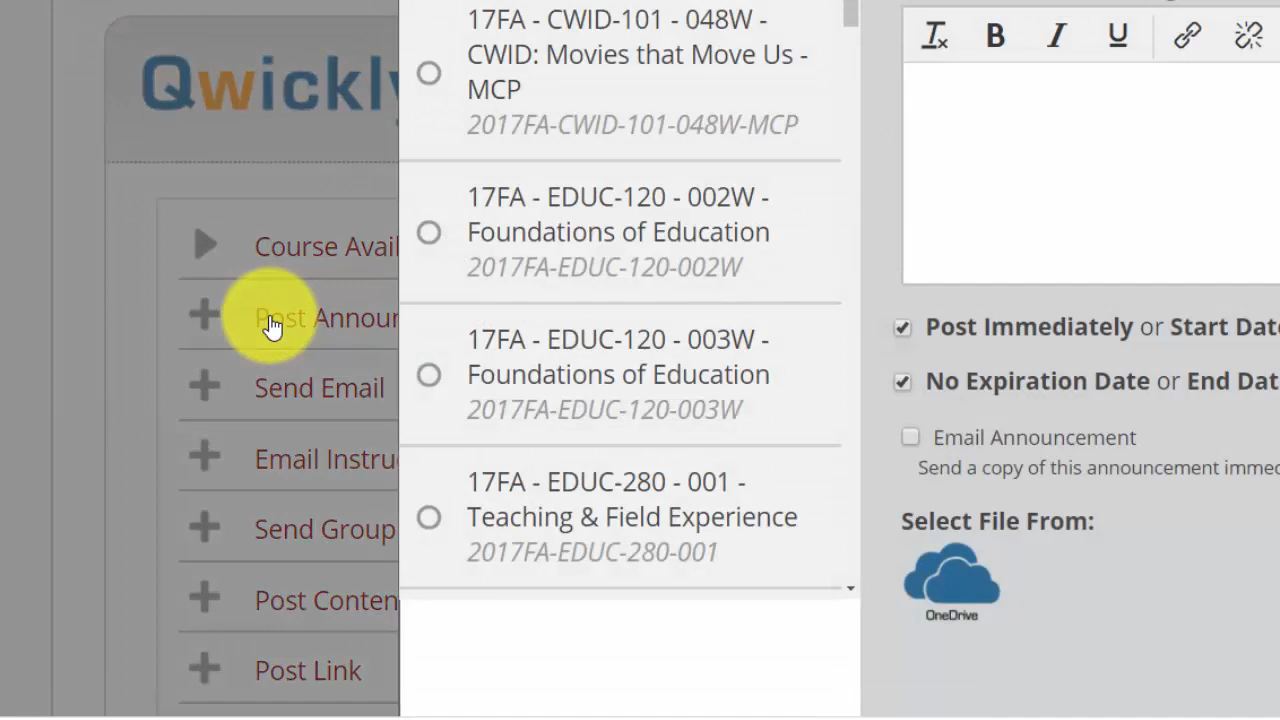 Qwickly
Course Avail
Post Announ
Send Email
Email Instru
Send Group
Post Conten
Post Link
17FA - CWID-101 - 048W -
CWID: Movies that Move Us -
MCP
2017FA-CWID-101-048W-MCP
17FA - EDUC-120 - 002W -
Foundations of Education
2017FA-EDUC-120-002W
17FA - EDUC-120 - 003W -
Foundations of Education
2017FA-EDUC-120-003W
17FA - EDUC-280 - 001 -
Teaching & Field Experience
2017FA-EDUC-280-001
Tx B I U
Post Immediately or Start Date
No Expiration Date or End Dat
Email Announcement
Send a copy of this announcement immed
Select File From:
OneDrive